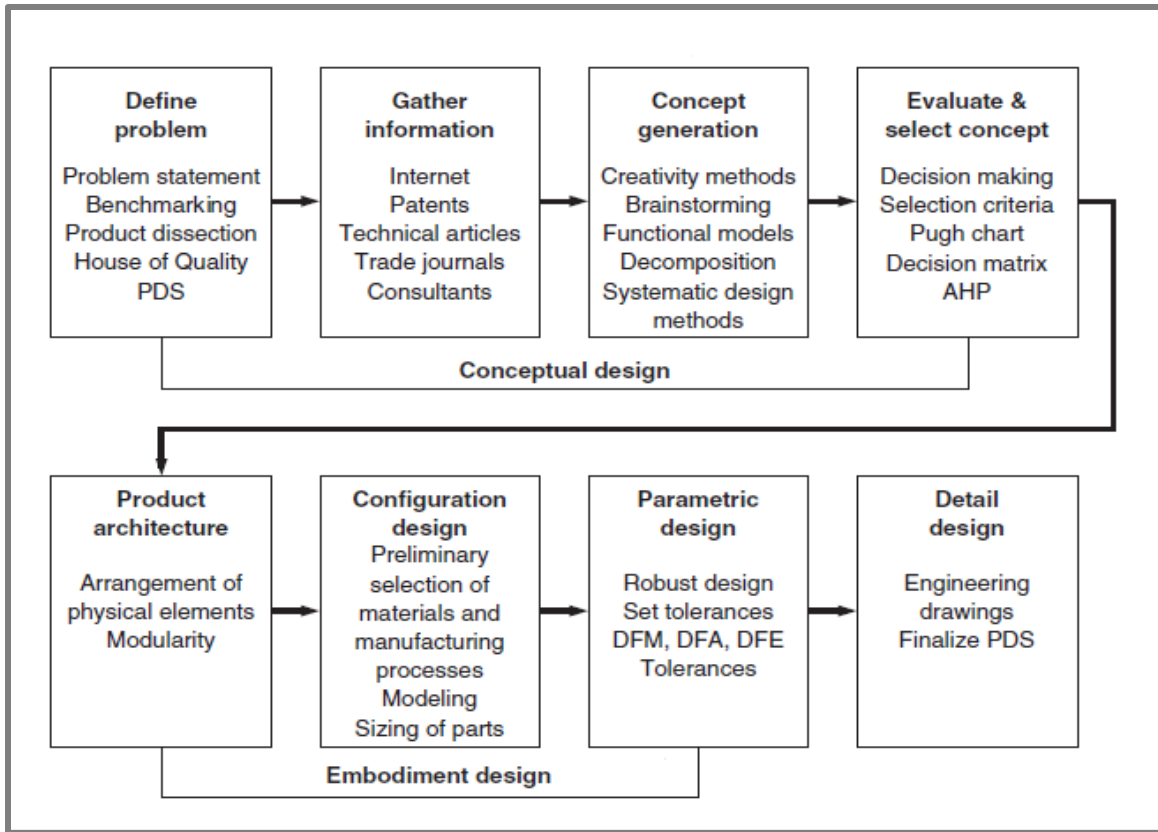 Define
problem
Problem statement
Benchmarking
Product dissection
House of Quality
PDS
Gather
information
Internet
Patents
Technical articles
Trade journals
Consultants
Concept
generation
Creativity methods
Brainstorming
Functional models
Decomposition
Systematic design
methods
Evaluate &
select concept
Decision making
Selection criteria
Pugh chart
Decision matrix
AHP
Conceptual design
Product
architecture
Arrangement of
physical elements
Modularity
Configuration
design
Preliminary
selection of
materials and
manufacturing
processes
Modeling
Sizing of parts
Parametric
design
Robust design
Set tolerances
DFM, DFA, DFE
Tolerances
Detail
design
Engineering
drawings
Finalize PDS
Embodiment design